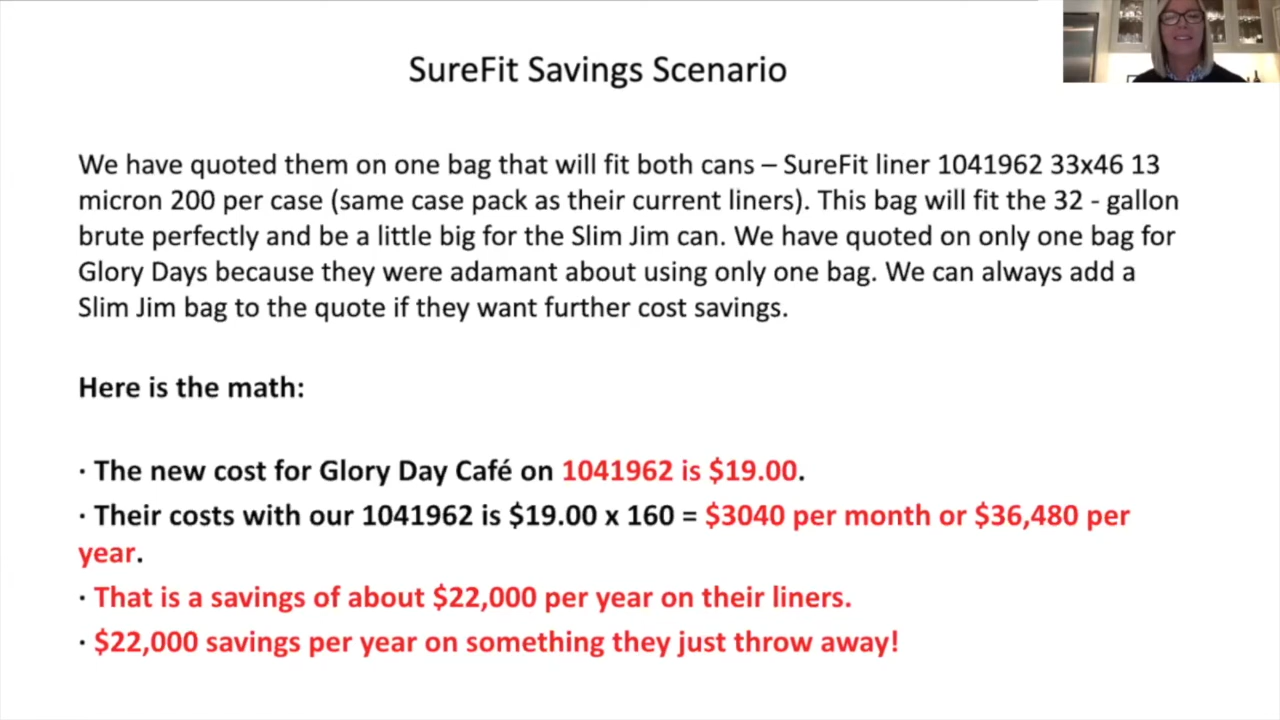 SureFit Savings Scenario
We have quoted them on one bag that will fit both cans – SureFit liner 1041962 33x46 13
micron 200 per case (same case pack as their current liners). This bag will fit the 32 - gallon
brute perfectly and be a little big for the Slim Jim can. We have quoted on only one bag for
Glory Days because they were adamant about using only one bag. We can always add a
Slim Jim bag to the quote if they want further cost savings.
Here is the math:
· The new cost for Glory Day Café on 1041962 is $19.00.
· Their costs with our 1041962 is $19.00 x 160 = $3040 per month or $36,480 per
year.
· That is a savings of about $22,000 per year on their liners.
· $22,000 savings per year on something they just throw away!